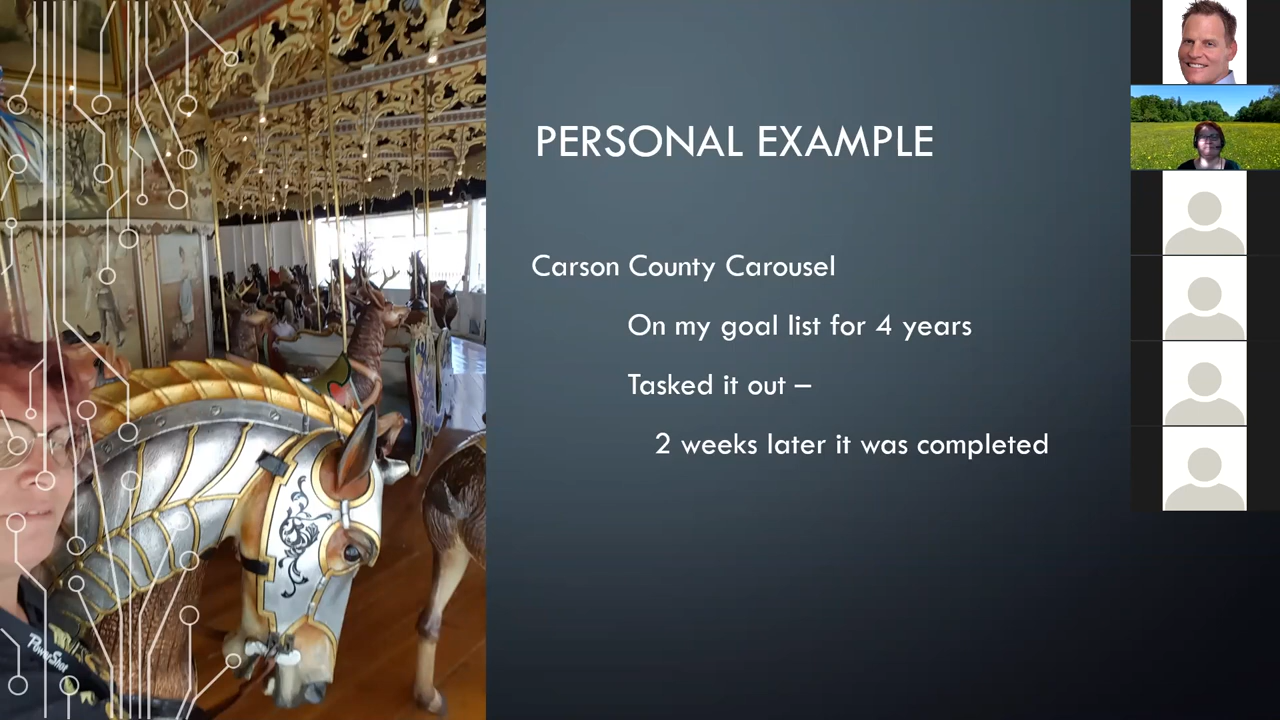 PERSONAL EXAMPLE
Carson County Carousel
On my goal list for 4 years
Tasked it out –
2 weeks later it was completed
PowerShot